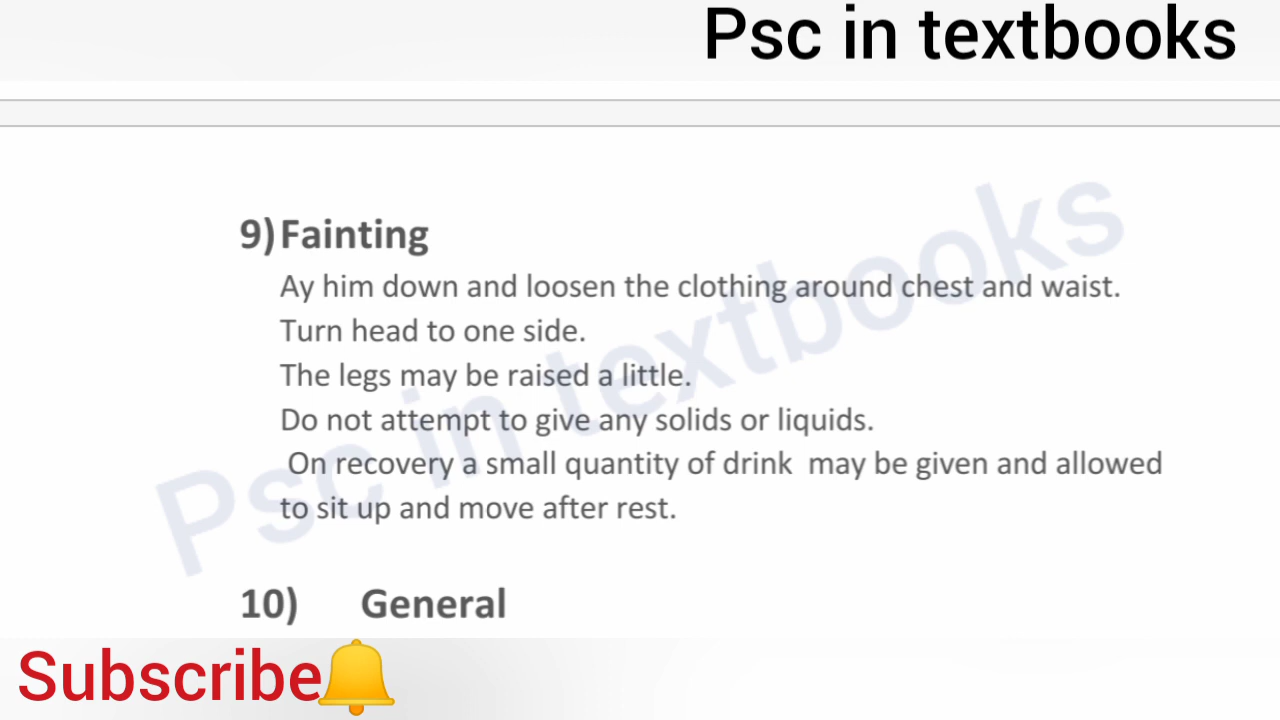 Psc in textbooks
9) Fainting
Ay him down and loosen the clothing around chest and waist.
Turn head to one side.
The legs may be raised a little.
Do not attempt to give any solids or liquids.
On recovery a small quantity of drink may be given and allowed
to sit up and move after rest.
Psc in textbooks
10) General
Subscribe